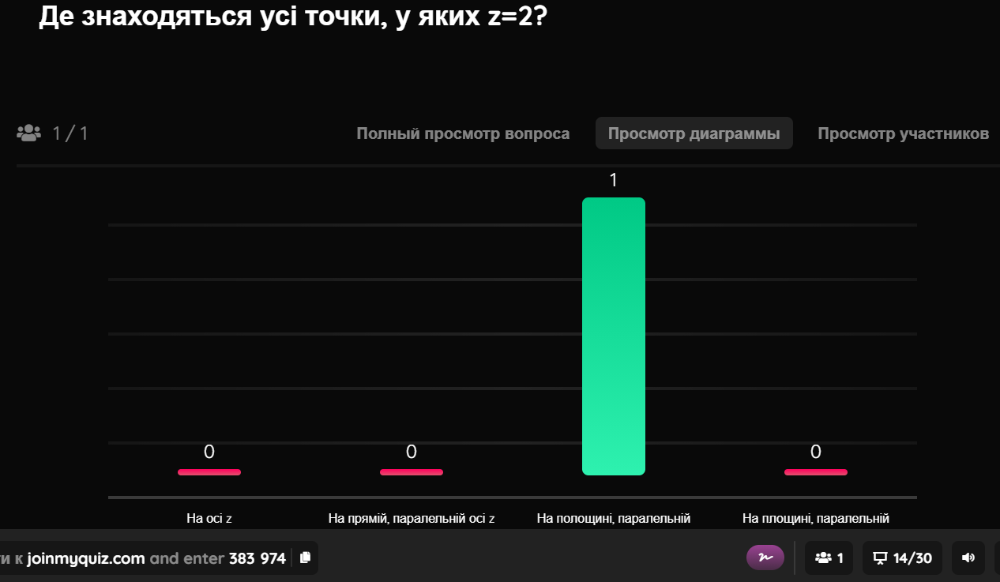 Де знаходяться усі точки, у яких z=2?
1 / 1
Полный просмотр вопроса
Просмотр диаграммы
Просмотр участников
1
0
0
0
На осі z
На прямій, паралельній осі z
На полощині, паралельній
На площині, паралельній
ти к joinmyquiz.com and enter 383 974
1
14/30